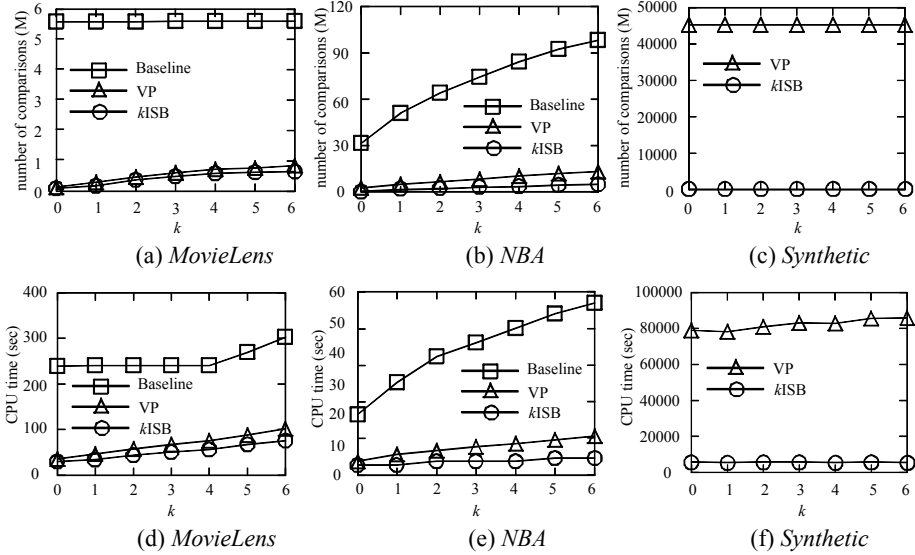 number of comparisons (M)
6
5
4
3
2
1
0
Baseline
VP
kISB
0 1 2 3 4 5 6
k
(a) MovieLens
number of comparisons (M)
120
90
60
30
0
Baseline
VP
kISB
0 1 2 3 4 5 6
k
(b) NBA
number of comparisons (M)
50000
40000
30000
20000
10000
0
VP
kISB
0 1 2 3 4 5 6
k
(c) Synthetic
CPU time (sec)
400
300
200
100
0
Baseline
VP
kISB
0 1 2 3 4 5 6
k
(d) MovieLens
CPU time (sec)
60
40
30
20
10
0
Baseline
VP
kISB
0 1 2 3 4 5 6
k
(e) NBA
CPU time (sec)
100000
80000
60000
40000
20000
0
VP
kISB
0 1 2 3 4 5 6
k
(f) Synthetic